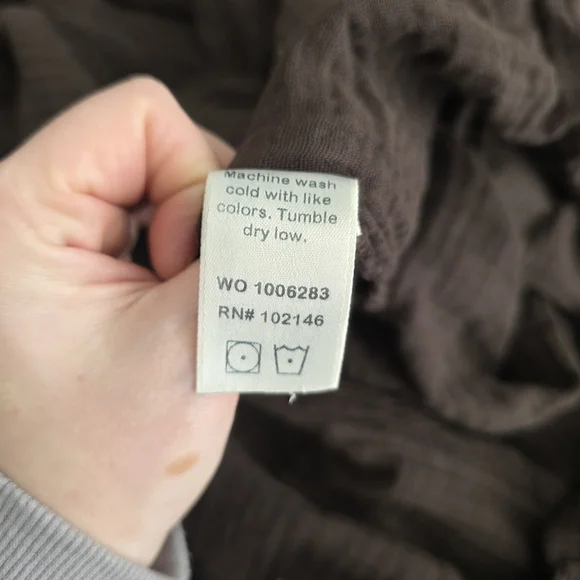 Machine wash
cold with like
colors. Tumble
dry low.
WO 1006283
RN# 102146